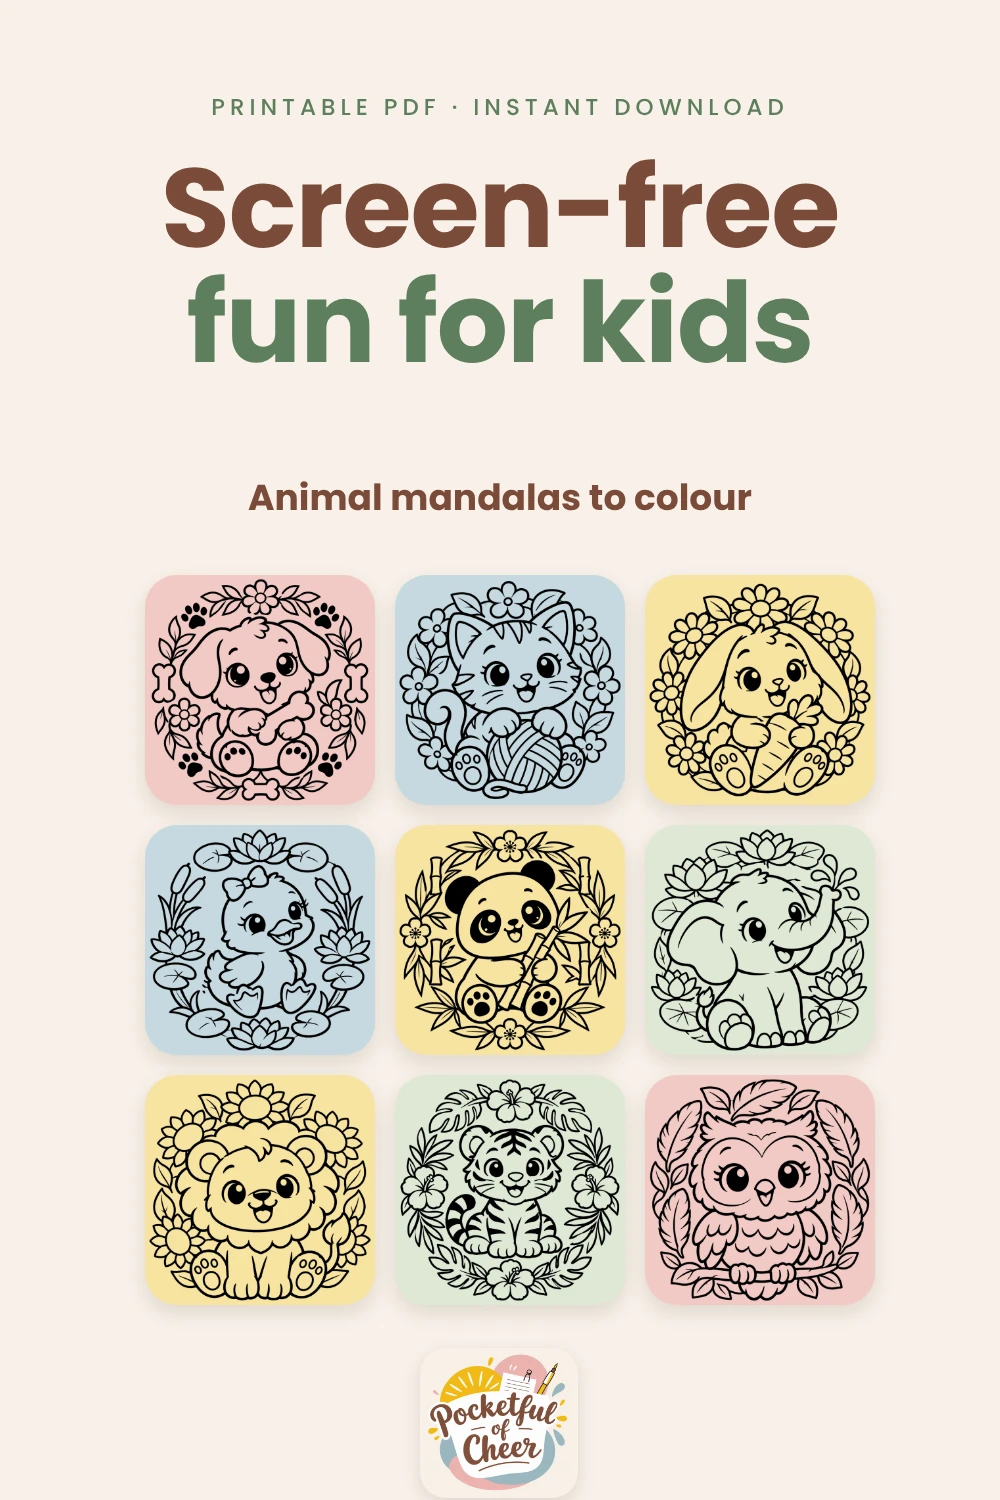 PRINTABLE PDF · INSTANT DOWNLOAD
Screen-free
fun for kids
Animal mandalas to colour
Pocketful
of
Cheer